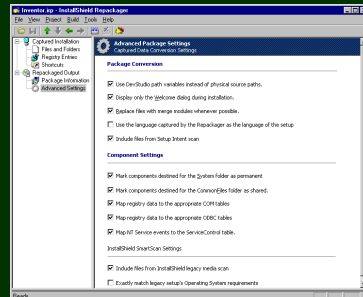 Inventor.irp - InstallShield Repackager
File View Project Build Tools Help
Captured Installation
Files and Folders
Registry Entries
Shortcuts
Repackaged Output
Package Information
Advanced Settings
Advanced Package Settings
Captured Data Conversion Settings
Package Conversion
Use DevStudio path variables instead of physical source paths.
Display only the Welcome dialog during installation.
Replace files with merge modules whenever possible.
Use the language captured by the Repackager as the language of the setup
Include files from Setup Intent scan
Component Settings
Mark components destined for the System folder as permanent
Mark components destined for the CommonFiles folder as shared.
Map registry data to the appropriate COM tables
Map registry data to the appropriate ODBC tables
Map NT Service events to the ServiceControl table.
InstallShield SmartScan Settings
Include files from InstallShield legacy media scan
Exactly match legacy setup's Operating System requirements
Ready